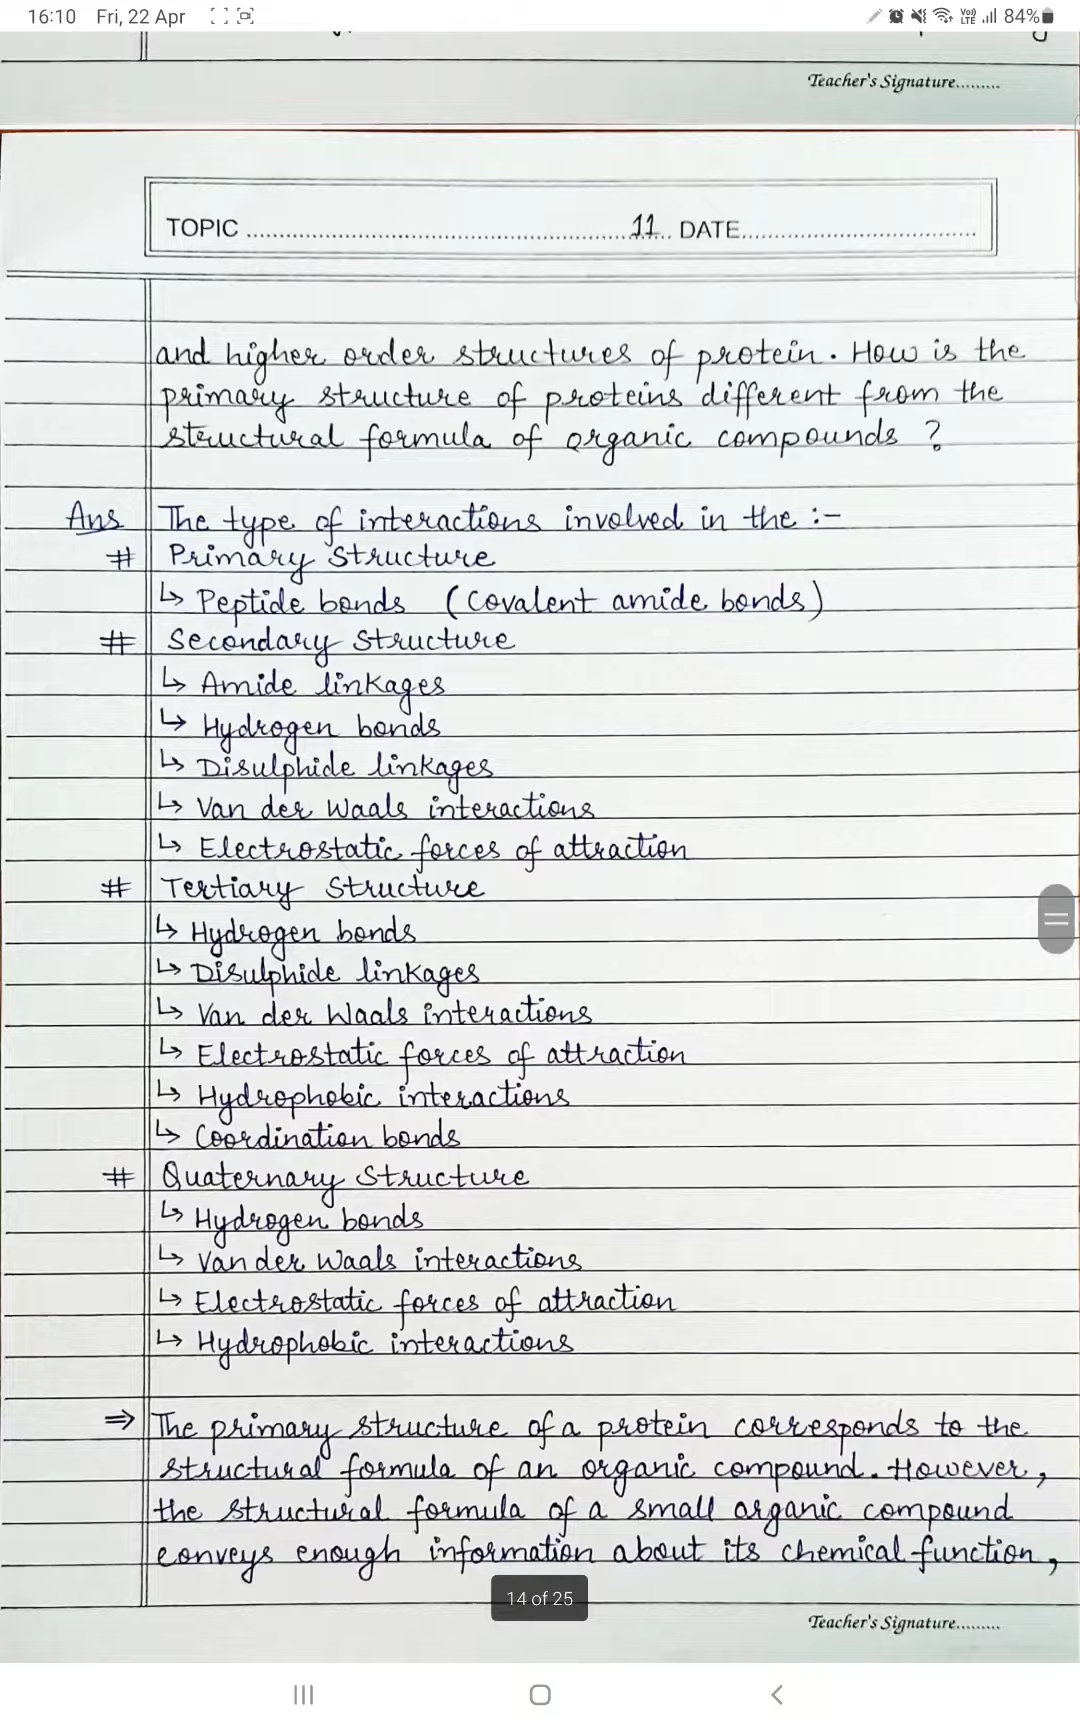 16:10 Fri, 22 Apr 84%
Teacher's Signature.........
TOPIC ........ 11 .. DATE........
and higher order structures of protein. How is the
primary structure of proteins different from the
structural formula of organic compounds ?
Ans The type of interactions involved in the :-
# Primary Structure
↳ Peptide bonds (Covalent amide bonds)
# Secondary Structure
↳ Amide linkages
↳ Hydrogen bonds
↳ Disulphide linkages
↳ Van der Waals interactions
↳ Electrostatic forces of attraction
# Tertiary Structure
↳ Hydrogen bonds
↳ Disulphide linkages
↳ Van der Waals interactions
↳ Electrostatic forces of attraction
↳ Hydrophobic interactions
↳ Coordination bonds
# Quaternary Structure
↳ Hydrogen bonds
↳ Van der Waals interactions
↳ Electrostatic forces of attraction
↳ Hydrophobic interactions
⇒ The primary structure of a protein corresponds to the
structural formula of an organic compound. However,
the structural formula of a small organic compound
conveys enough information about its chemical function,
14 of 25
Teacher's Signature.........